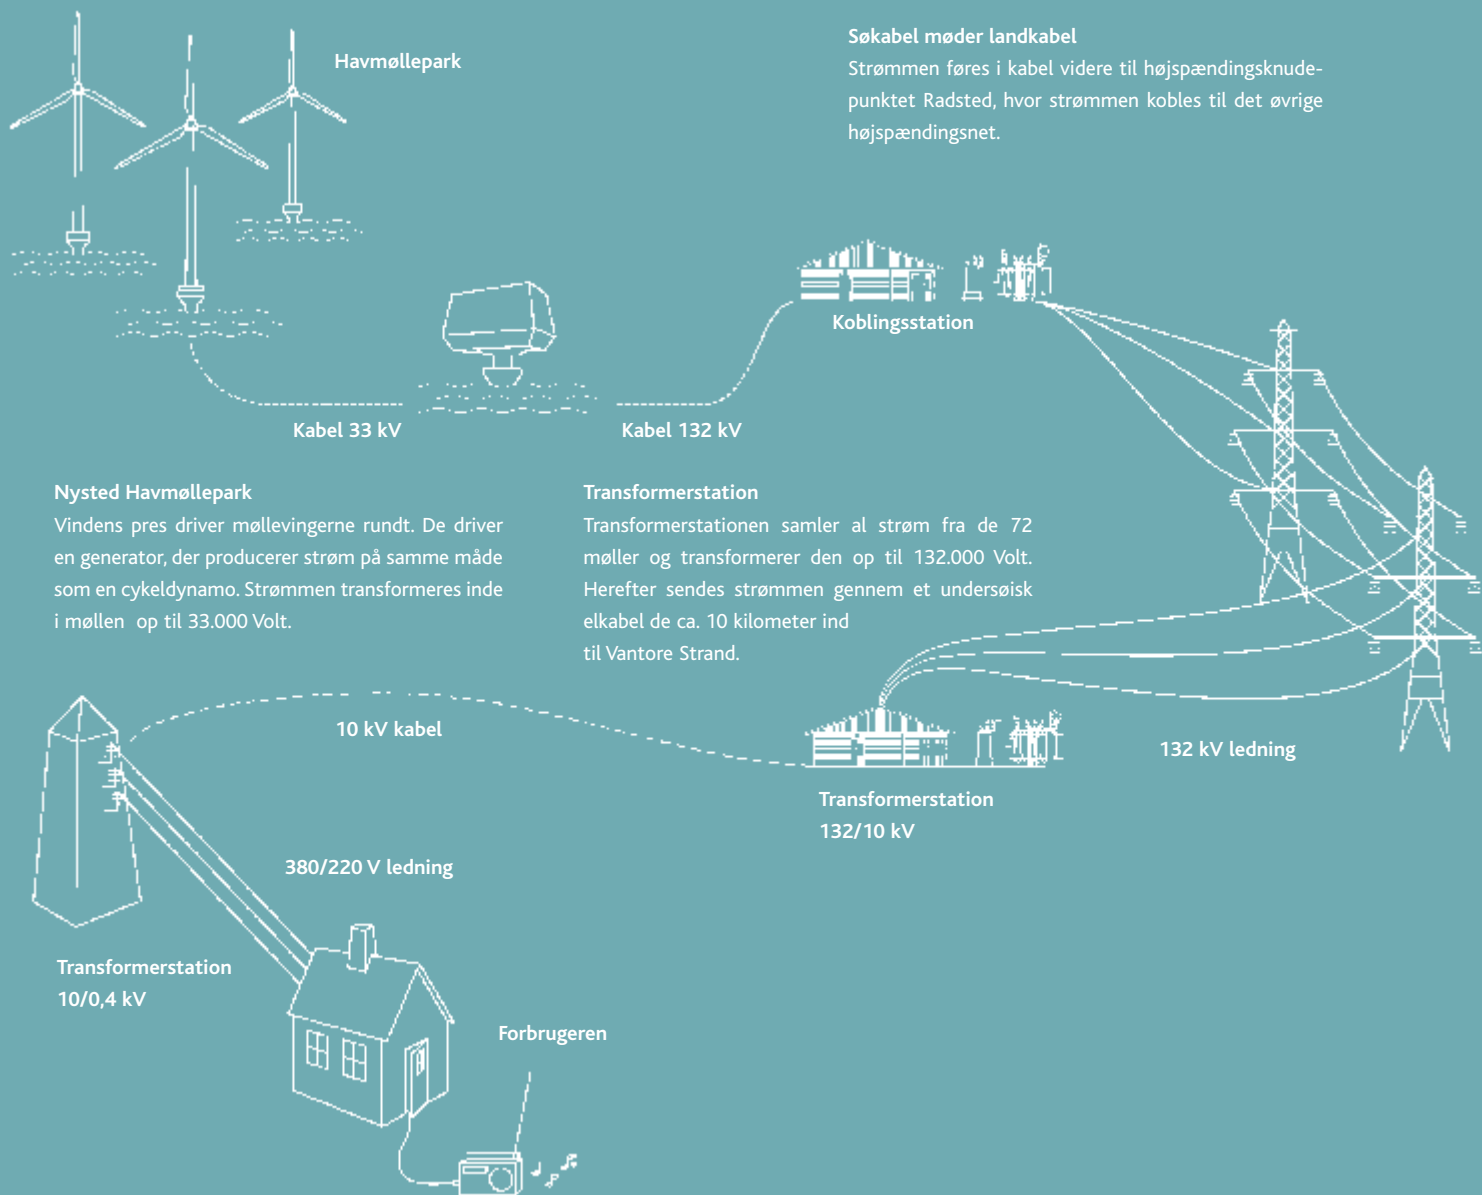 Havmøllepark
Søkabel møder landkabel
Strømmen føres i kabel videre til højspændingsknude-
punktet Radsted, hvor strømmen kobles til det øvrige
højspændingsnet.
Koblingsstation
Kabel 33 kV
Kabel 132 kV
Nysted Havmøllepark
Vindens pres driver møllevingerne rundt. De driver
en generator, der producerer strøm på samme måde
som en cykeldynamo. Strømmen transformeres inde
i møllen op til 33.000 Volt.
Transformerstation
Transformerstationen samler al strøm fra de 72
møller og transformerer den op til 132.000 Volt.
Herefter sendes strømmen gennem et undersøisk
elkabel de ca. 10 kilometer ind
til Vantore Strand.
10 kV kabel
132 kV ledning
Transformerstation
132/10 kV
380/220 V ledning
Transformerstation
10/0,4 kV
Forbrugeren